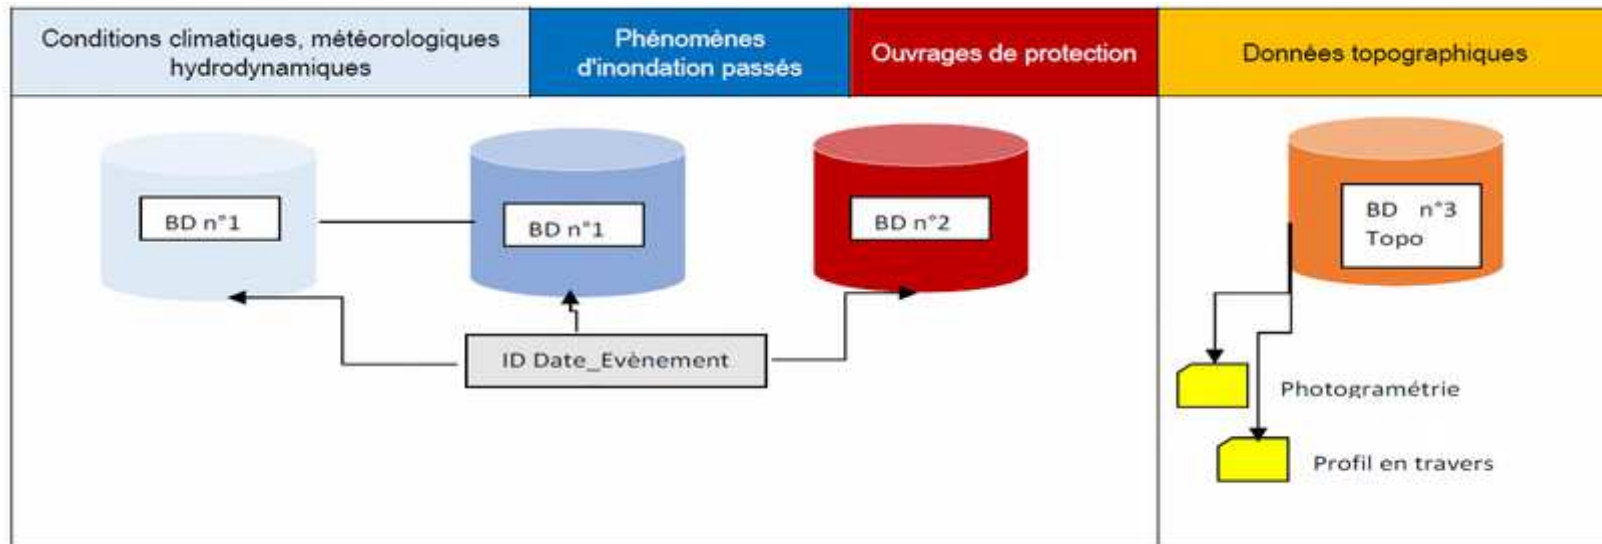 Conditions climatiques, météorologiques
hydrodynamiques
Phénomènes
d'inondation passés
Ouvrages de protection
Données topographiques
BD n°1
BD n°1
BD n°2
BD n°3
Topo
ID Date_Evènement
Photogramétrie
Profil en travers